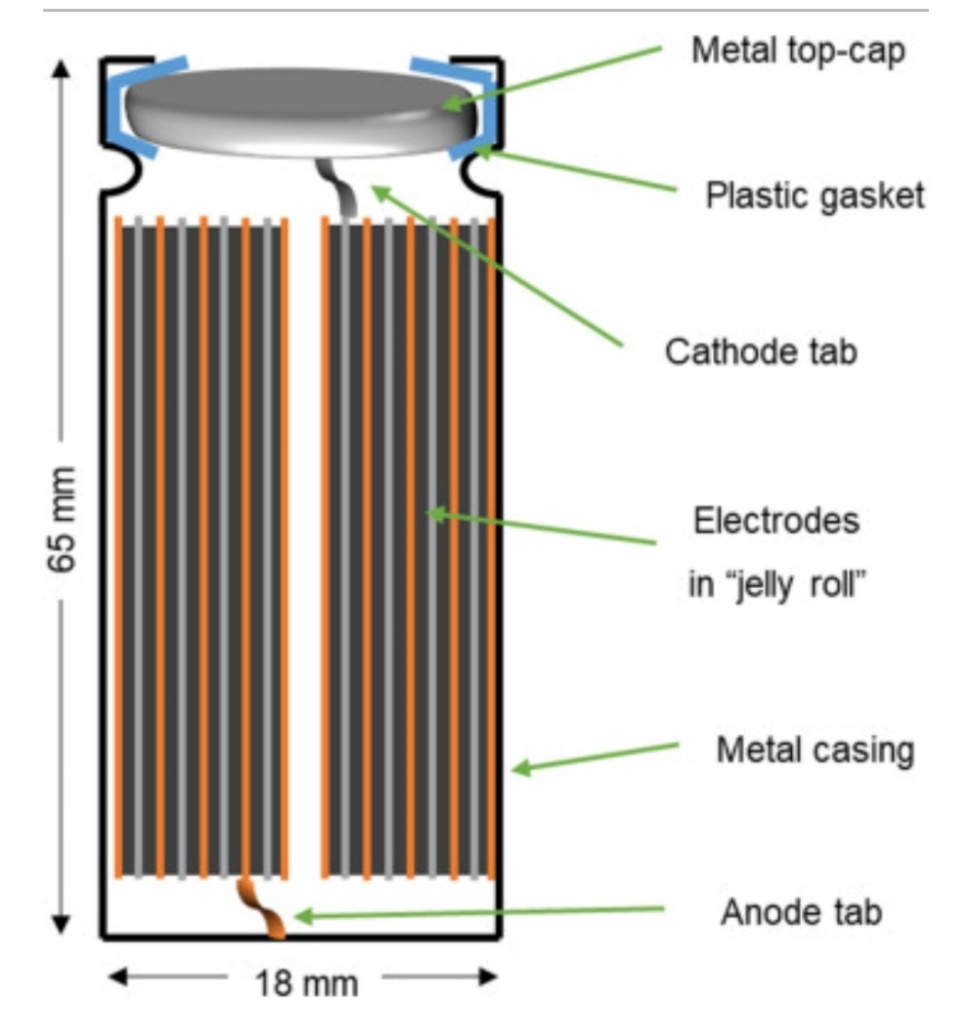 Metal top-cap
Plastic gasket
Cathode tab
65 mm
Electrodes
in “jelly roll”
Metal casing
Anode tab
18 mm